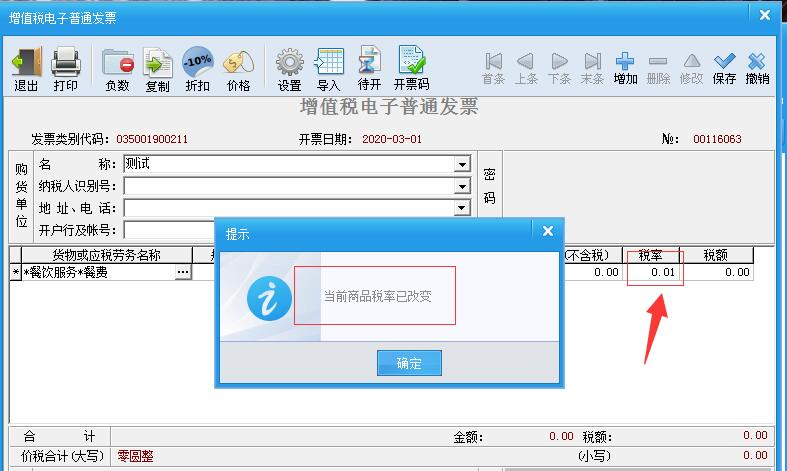 增值税电子普通发票
退出 打印 负数 复制 -10% 折扣 价格 设置 导入 待开 开票码 首条 上条 下条 末条 增加 删除 修改 保存 撤销
增值税电子普通发票
发票类别代码： 035001900211 开票日期： 2020-03-01 №： 00116063
购货单位
名 称： 测试
纳税人识别号：
地 址、电 话：
开户行及帐号：
密码
提示
货物或应税劳务名称 (不含税) 税率 税额
* *餐饮服务*餐费 ... 0.00 0.01 0.00
当前商品税率已改变
确定
合 计 金额： 0.00 税额： 0.00
价税合计(大写) 零圆整 (小写) 0.00